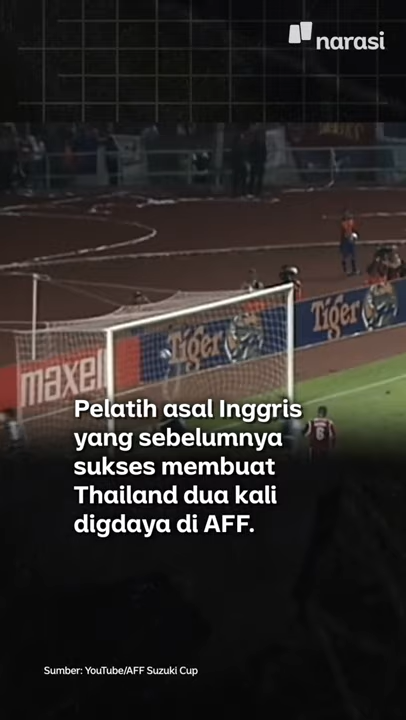 narasi
Tiger
Tiger
maxell
Pelatih asal Inggris
yang sebelumnya
sukses membuat
Thailand dua kali
digdaya di AFF.
6
Sumber: YouTube/AFF Suzuki Cup